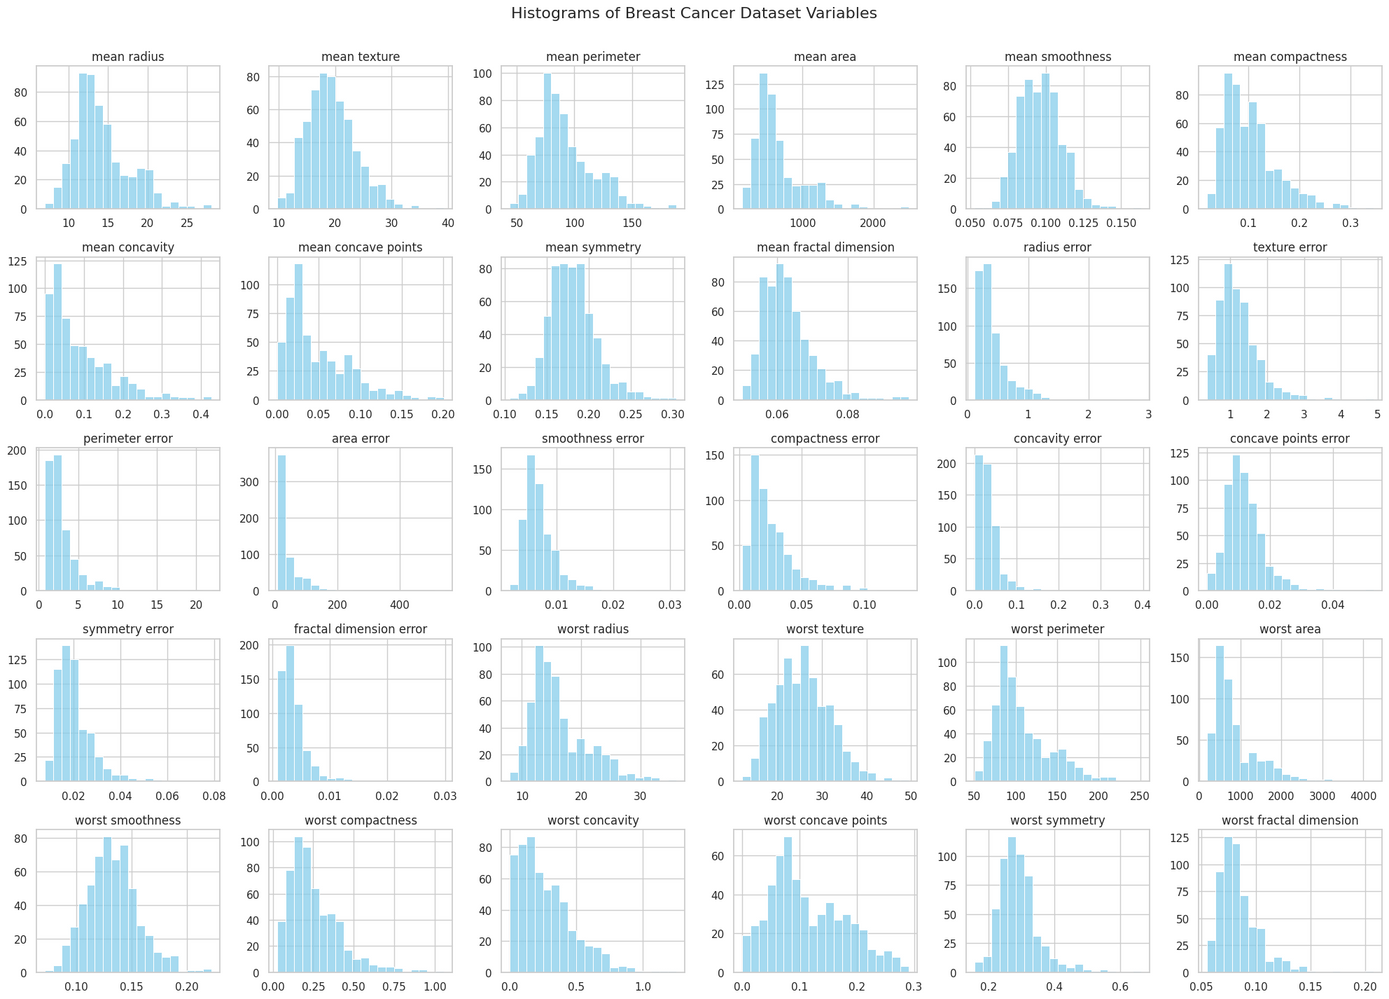 Histograms of Breast Cancer Dataset Variables
mean radius
mean texture
mean perimeter
mean area
mean smoothness
mean compactness
80
60
40
20
0
10 15 20 25
80
60
40
20
0
10 20 30 40
100
80
60
40
20
0
50 100 150
125
100
75
50
25
0
1000 2000
80
60
40
20
0
0.050 0.075 0.100 0.125 0.150
80
60
40
20
0
0.1 0.2 0.3
mean concavity
mean concave points
mean symmetry
mean fractal dimension
radius error
texture error
125
100
75
50
25
0
0.0 0.1 0.2 0.3 0.4
125
100
75
50
25
0
0.00 0.05 0.10 0.15 0.20
80
60
40
20
0
0.10 0.15 0.20 0.25 0.30
80
60
40
20
0
0.06 0.08
150
100
50
0
0 1 2 3
125
100
75
50
25
0
1 2 3 4 5
perimeter error
area error
smoothness error
compactness error
concavity error
concave points error
200
150
100
50
0
0 5 10 15 20
300
200
100
0
0 200 400
150
100
50
0
0.01 0.02 0.03
150
100
50
0
0.00 0.05 0.10
200
150
100
50
0
0.0 0.1 0.2 0.3 0.4
125
100
75
50
25
0
0.00 0.02 0.04
symmetry error
fractal dimension error
worst radius
worst texture
worst perimeter
worst area
125
100
75
50
25
0
0.02 0.04 0.06 0.08
200
150
100
50
0
0.00 0.01 0.02 0.03
100
80
60
40
20
0
10 20 30
60
40
20
0
20 30 40 50
100
80
60
40
20
0
50 100 150 200 250
150
100
50
0
0 1000 2000 3000 4000
worst smoothness
worst compactness
worst concavity
worst concave points
worst symmetry
worst fractal dimension
80
60
40
20
0
0.10 0.15 0.20
100
80
60
40
20
0
0.00 0.25 0.50 0.75 1.00
80
60
40
20
0
0.0 0.5 1.0
60
40
20
0
0.0 0.1 0.2 0.3
100
75
50
25
0
0.2 0.4 0.6
125
100
75
50
25
0
0.05 0.10 0.15 0.20